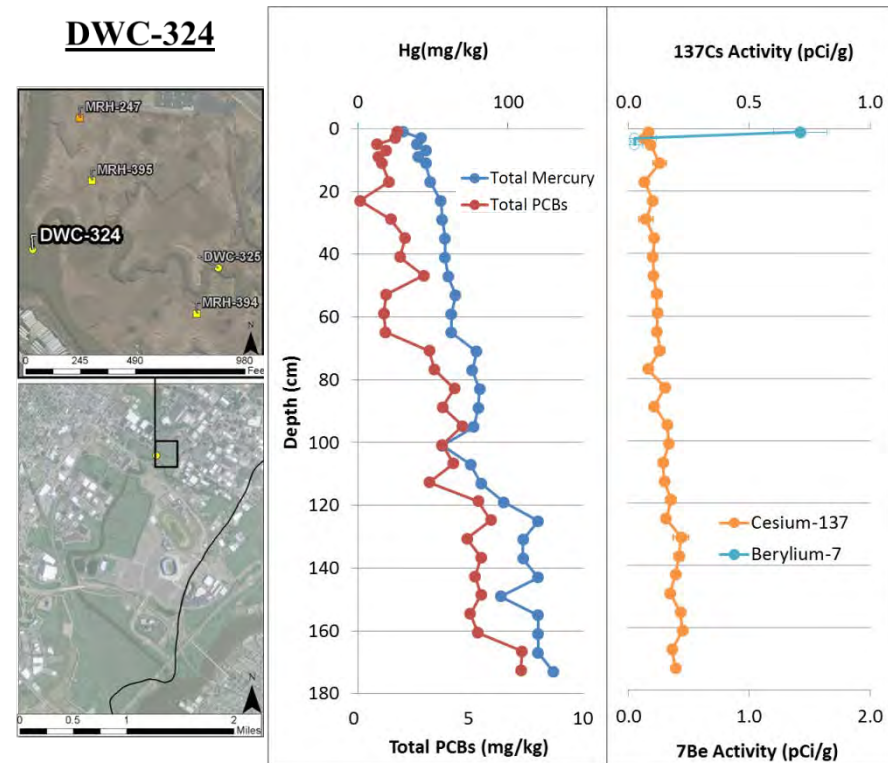 DWC-324
MRH-247
MRH-395
DWC-324
DWC-325
MRH-394
N
0 245 490 980
Fee
N
0 0.5 1 2
Miles
Hg(mg/kg)
0 100
0
20
40
60
80
100
120
140
160
180
Depth (cm)
Total Mercury
Total PCBs
0 5 10
Total PCBs (mg/kg)
137Cs Activity (pCi/g)
0.0 0.5 1.0
Cesium-137
Berylium-7
0.0 1.0 2.0
7Be Activity (pCi/g)